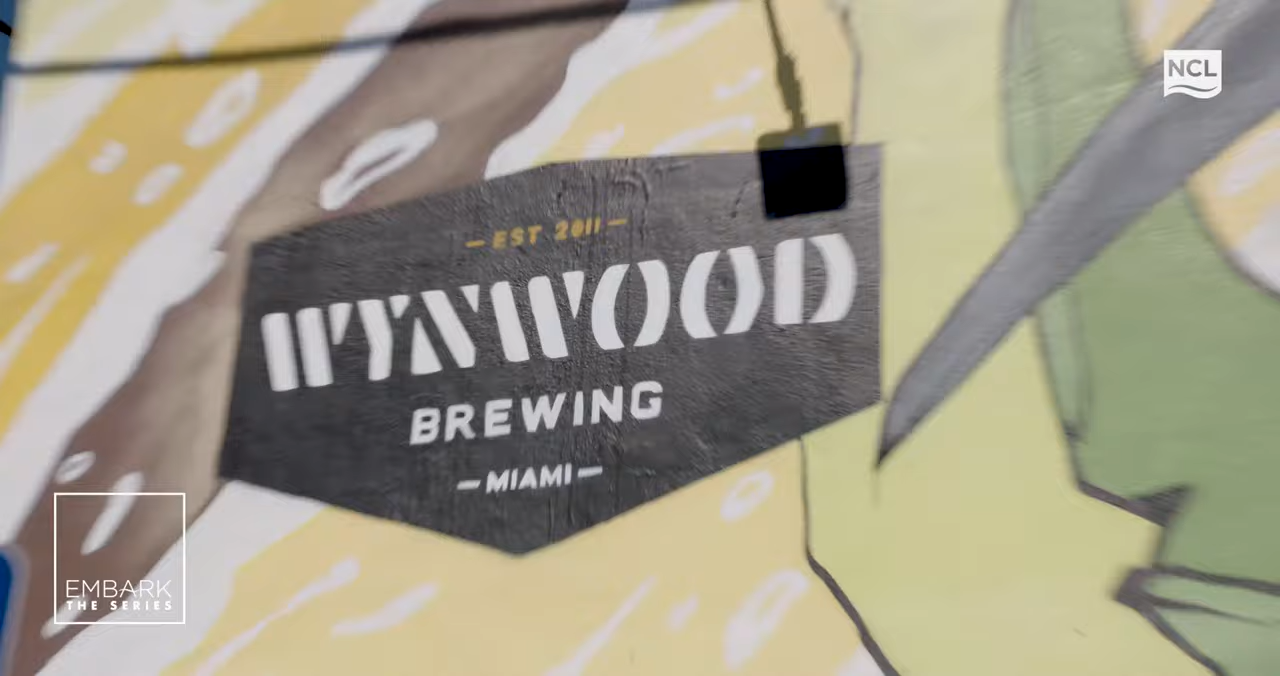 NCL
— EST 2011 —
WYNWOOD
BREWING
— MIAMI —
EMBARK
THE SERIES